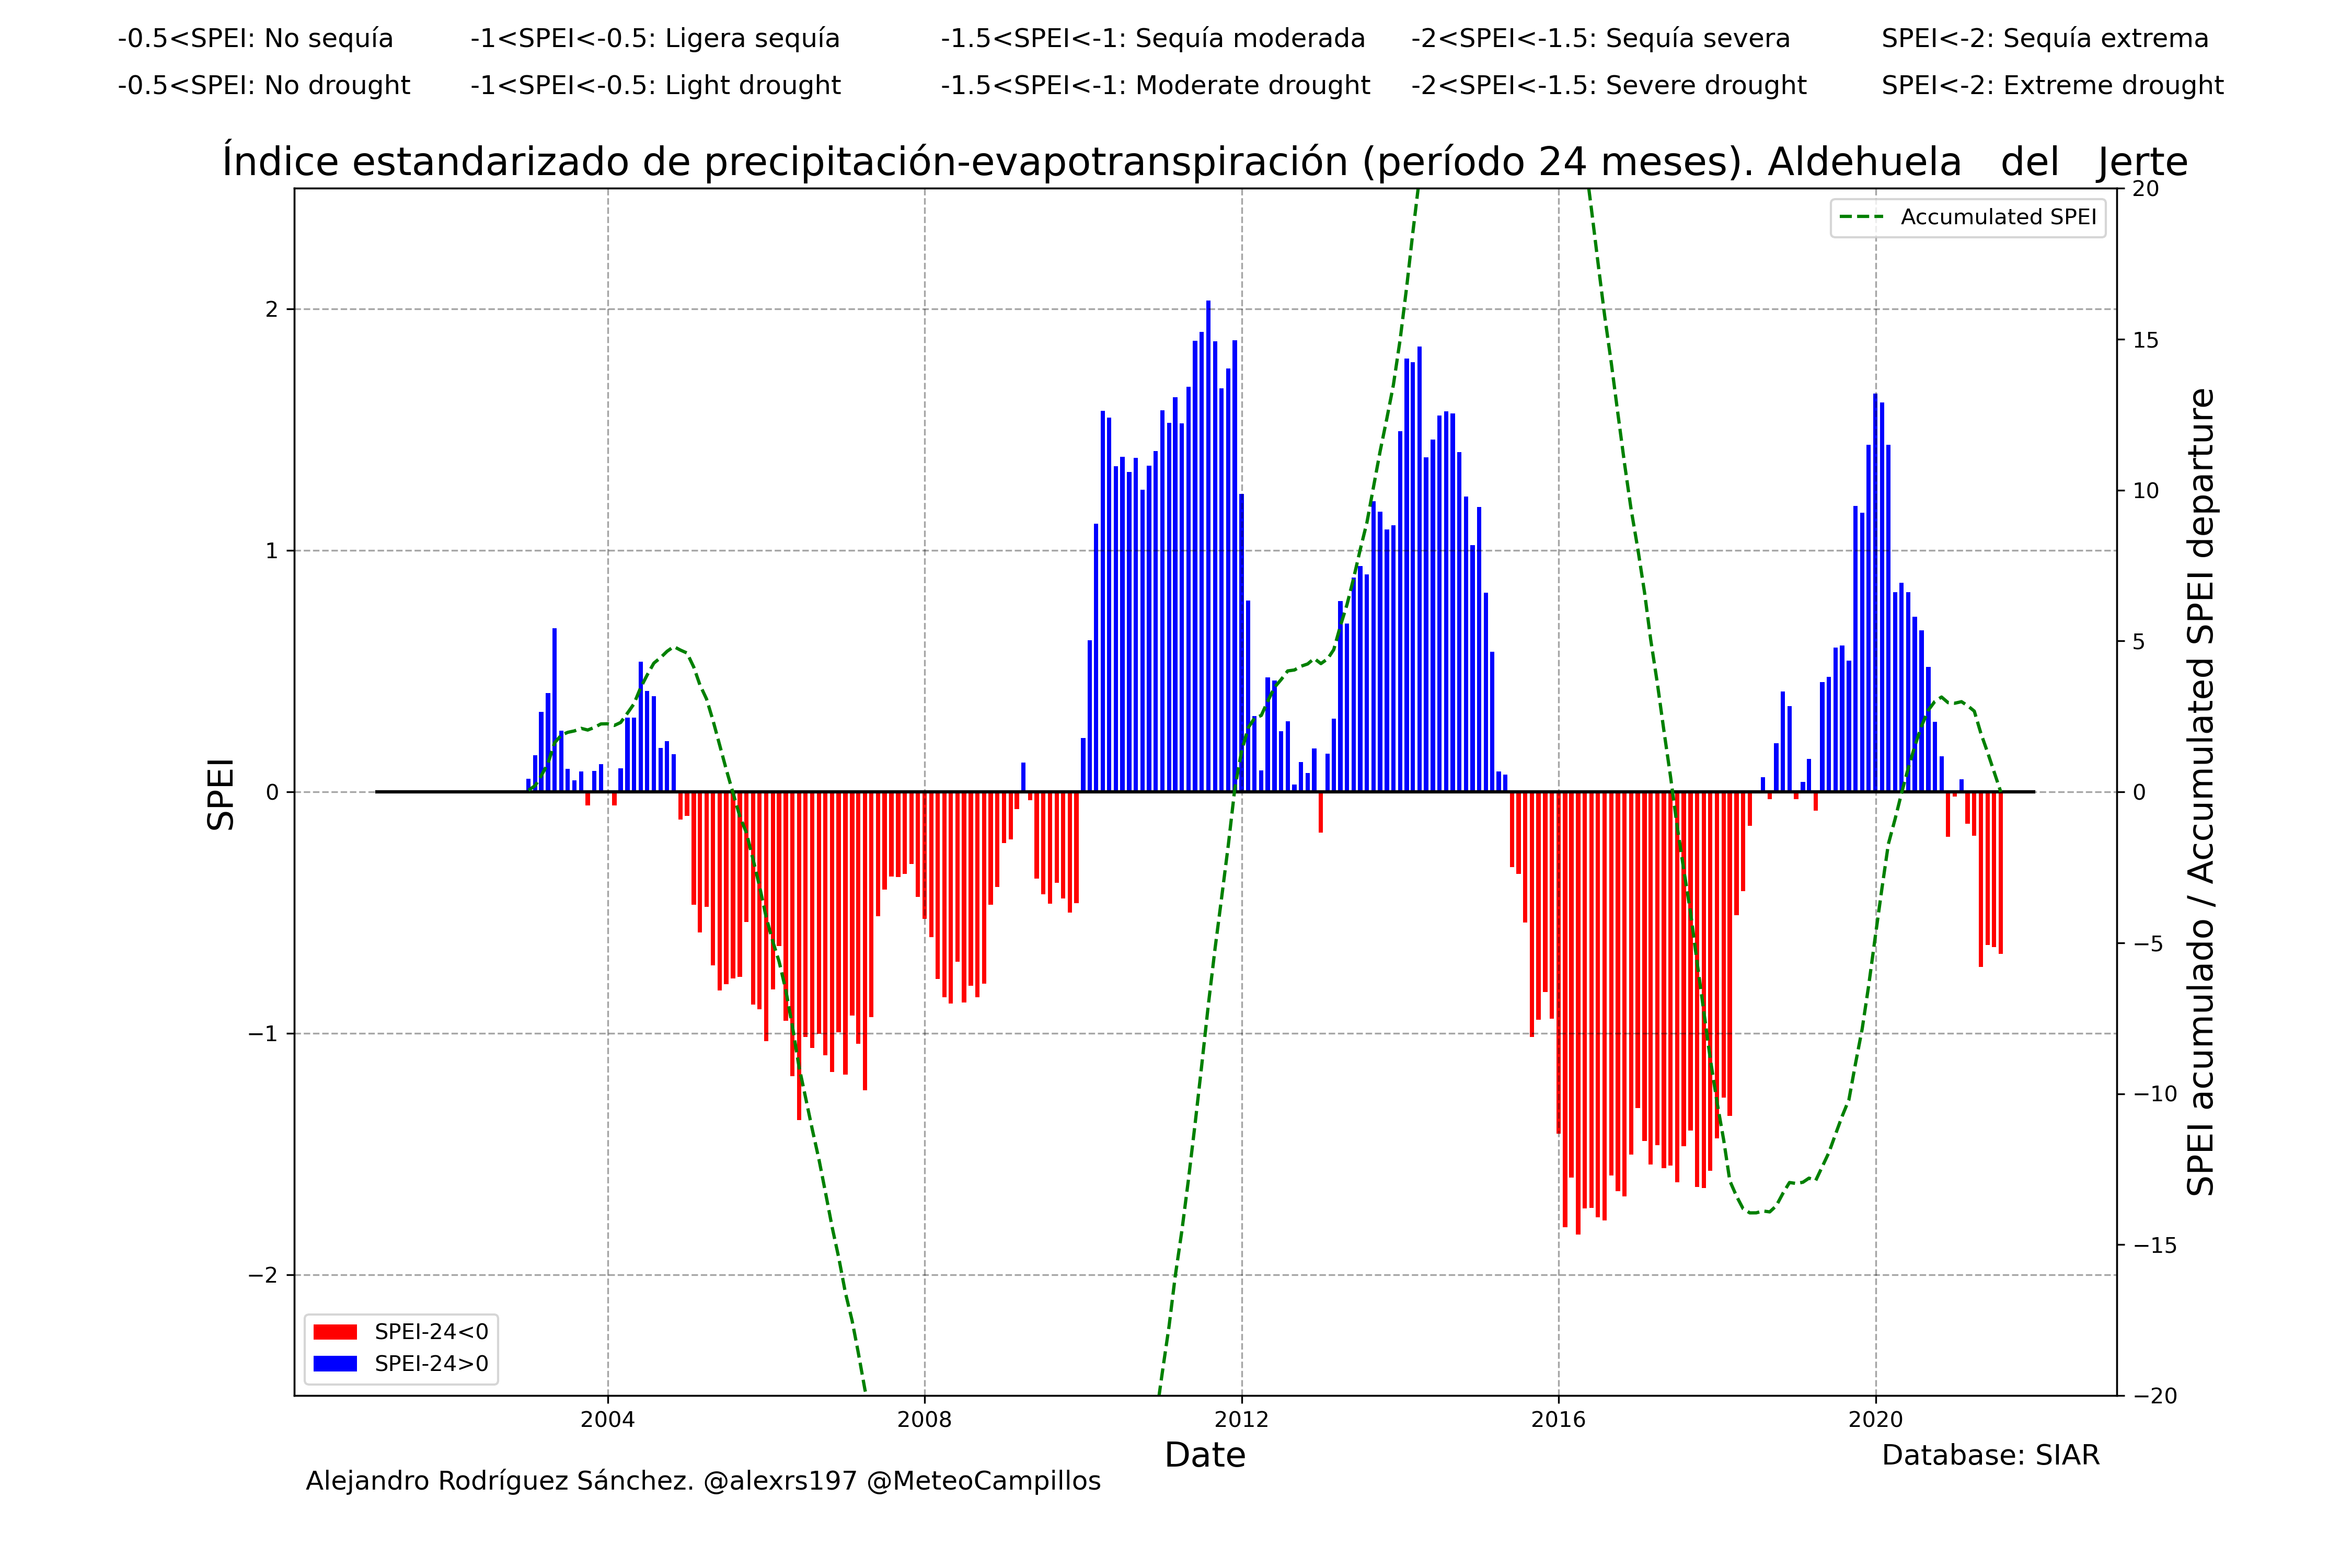 -0.5<SPEI: No sequía -1<SPEI<-0.5: Ligera sequía -1.5<SPEI<-1: Sequía moderada -2<SPEI<-1.5: Sequía severa SPEI<-2: Sequía extrema
-0.5<SPEI: No drought -1<SPEI<-0.5: Light drought -1.5<SPEI<-1: Moderate drought -2<SPEI<-1.5: Severe drought SPEI<-2: Extreme drought
Índice estandarizado de precipitación-evapotranspiración (período 24 meses). Aldehuela del Jerte
Accumulated SPEI
SPEI
2
1
0
−1
−2
20
15
10
5
0
−5
−10
−15
−20
SPEI acumulado / Accumulated SPEI departure
SPEI-24<0
SPEI-24>0
2004 2008 2012 2016 2020
Date
Database: SIAR
Alejandro Rodríguez Sánchez. @alexrs197 @MeteoCampillos